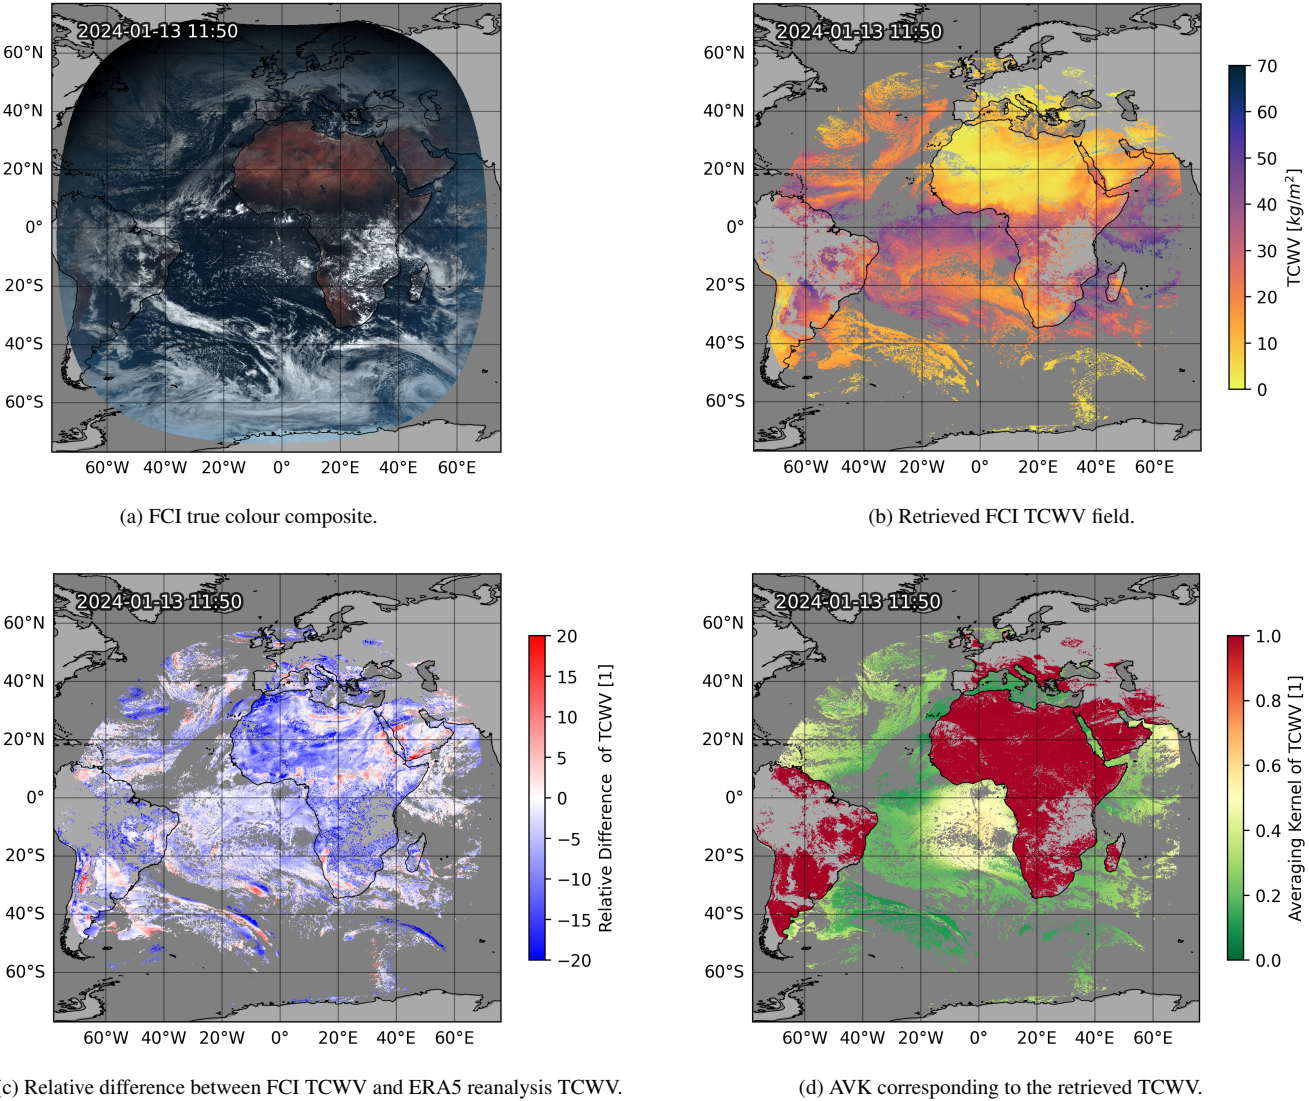 2024-01-13 11:50
60°N
40°N
20°N
0°
20°S
40°S
60°S
60°W 40°W 20°W 0° 20°E 40°E 60°E
(a) FCI true colour composite.
2024-01-13 11:50
60°N
40°N
20°N
0°
20°S
40°S
60°S
60°W 40°W 20°W 0° 20°E 40°E 60°E
70
60
50
40
30
20
10
0
TCWV [kg/m²]
(b) Retrieved FCI TCWV field.
2024-01-13 11:50
60°N
40°N
20°N
0°
20°S
40°S
60°S
60°W 40°W 20°W 0° 20°E 40°E 60°E
20
15
10
5
0
−5
−10
−15
−20
Relative Difference of TCWV [1]
(c) Relative difference between FCI TCWV and ERA5 reanalysis TCWV.
2024-01-13 11:50
60°N
40°N
20°N
0°
20°S
40°S
60°S
60°W 40°W 20°W 0° 20°E 40°E 60°E
1.0
0.8
0.6
0.4
0.2
0.0
Averaging Kernel of TCWV [1]
(d) AVK corresponding to the retrieved TCWV.